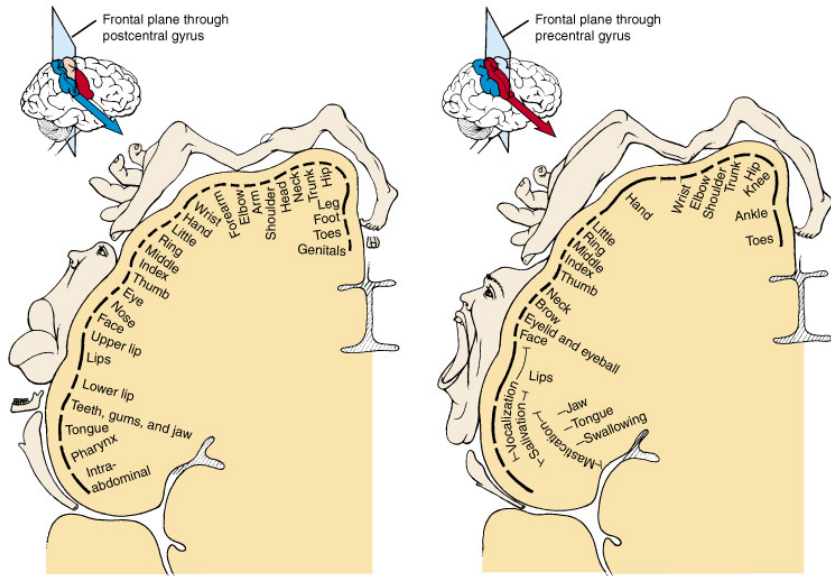 Frontal plane through
postcentral gyrus
Forearm
Elbow
Arm
Shoulder
Head
Neck
Trunk
Hip
Leg
Foot
Toes
Genitals
Wrist
Hand
Little
Ring
Middle
Index
Thumb
Eye
Nose
Face
Upper lip
Lips
Lower lip
Teeth, gums, and jaw
Tongue
Pharynx
Intra-
abdominal
Frontal plane through
precentral gyrus
Hand
Wrist
Elbow
Shoulder
Trunk
Hip
Knee
Ankle
Toes
Little
Ring
Middle
Index
Thumb
Neck
Brow
Eyelid and eyeball
Face
Lips
Vocalization
Salivation
Mastication
Jaw
Tongue
Swallowing